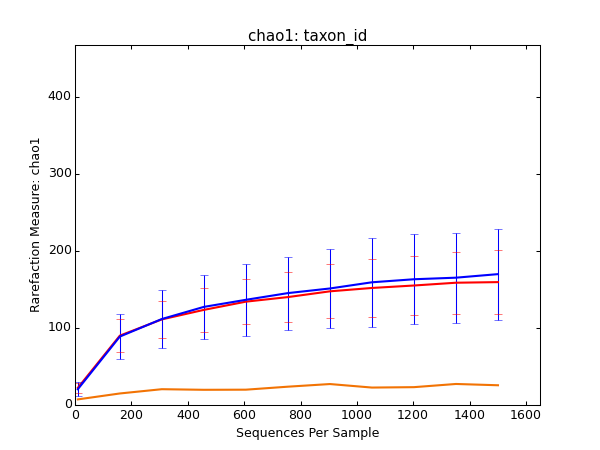 chao1: taxon_id
Rarefaction Measure: chao1
400
300
200
100
0
0 200 400 600 800 1000 1200 1400 1600
Sequences Per Sample